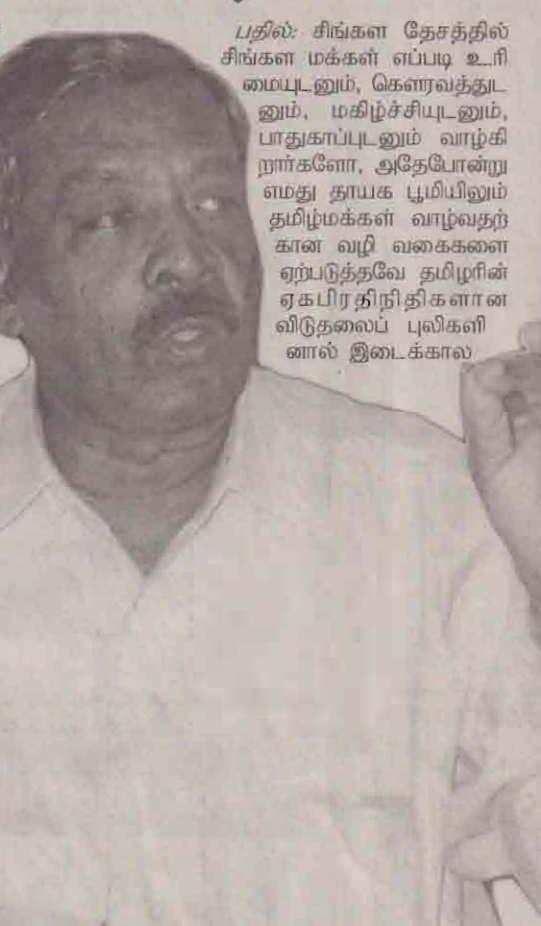 பதில்: சிங்கள தேசத்தில்
சிங்கள மக்கள் எப்படி உரி
மையுடனும், கௌரவத்துட
னும், மகிழ்ச்சியுடனும்,
பாதுகாப்புடனும் வாழ்கி
றார்களோ, அதேபோன்று
எமது தாயக பூமியிலும்
தமிழ்மக்கள் வாழ்வதற்
கான வழி வகைகளை
ஏற்படுத்தவே தமிழரின்
ஏகபிரதிநிதிகளான
விடுதலைப் புலிகளி
னால் இடைக்கால